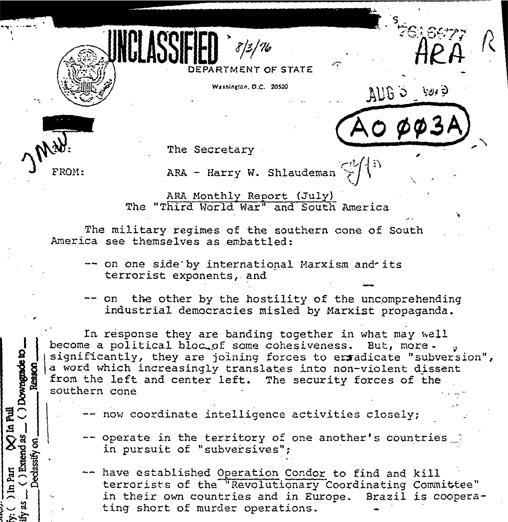 UNCLASSIFIED 8/3/76
ARA
R
DEPARTMENT OF STATE
Washington, D.C. 20520
AUG 3
A0003A
The Secretary
FROM: ARA - Harry W. Shlaudeman
ARA Monthly Report (July)
The "Third World War" and South America
The military regimes of the southern cone of South
America see themselves as embattled:
-- on one side by international Marxism and its
terrorist exponents, and
-- on the other by the hostility of the uncomprehending
industrial democracies misled by Marxist propaganda.
In response they are banding together in what may well
become a political bloc of some cohesiveness. But, more
significantly, they are joining forces to eradicate "subversion",
a word which increasingly translates into non-violent dissent
from the left and center left. The security forces of the
southern cone
-- now coordinate intelligence activities closely;
-- operate in the territory of one another's countries
in pursuit of "subversives";
-- have established Operation Condor to find and kill
terrorists of the "Revolutionary Coordinating Committee"
in their own countries and in Europe. Brazil is coopera-
ting short of murder operations.
( ) In Part (X) In Full
( ) Extend as ( ) Downgrade to
Declassify on Reason